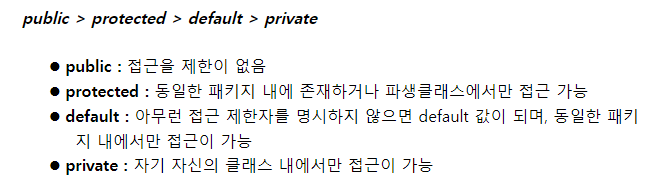 public > protected > default > private
● public : 접근을 제한이 없음
● protected : 동일한 패키지 내에 존재하거나 파생클래스에서만 접근 가능
● default : 아무런 접근 제한자를 명시하지 않으면 default 값이 되며, 동일한 패키
지 내에서만 접근이 가능
● private : 자기 자신의 클래스 내에서만 접근이 가능